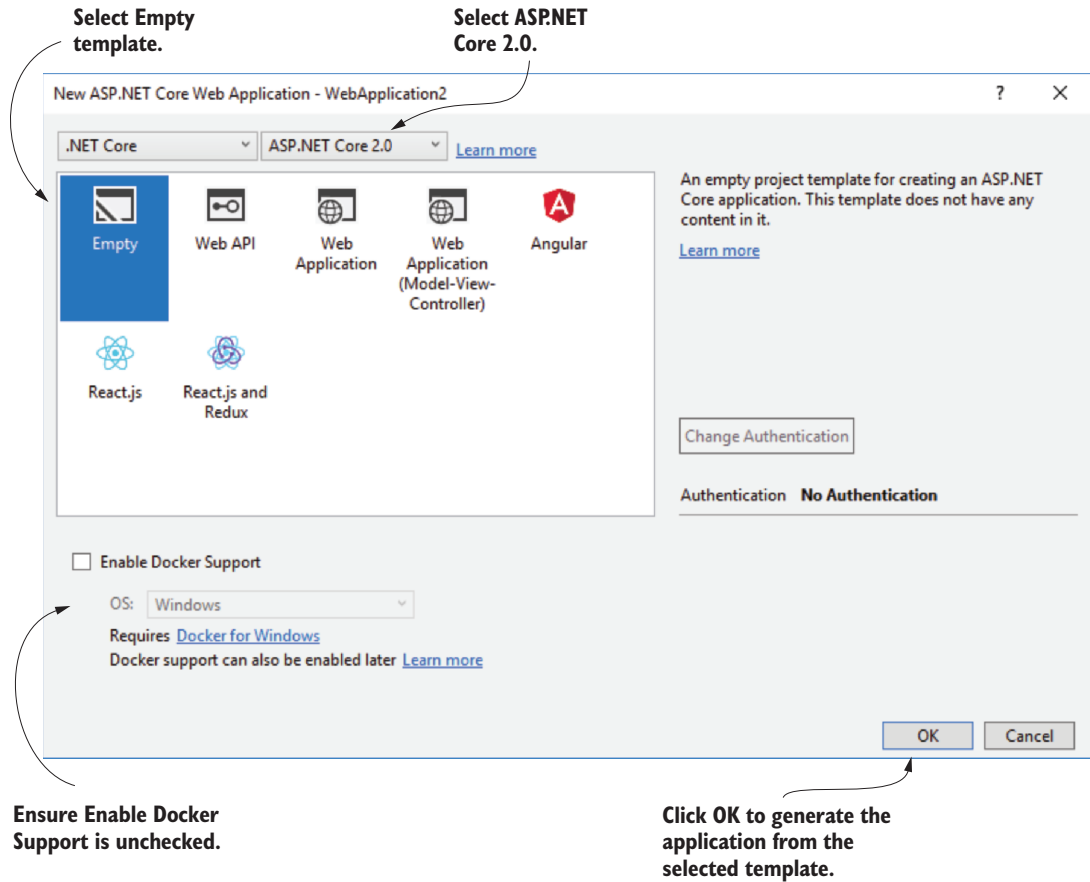 Select Empty
template.
Select ASP.NET
Core 2.0.
New ASP.NET Core Web Application - WebApplication2
?
.NET Core
ASP.NET Core 2.0
Learn more
Empty
Web API
Web
Application
Web
Application
(Model-View-
Controller)
Angular
React.js
React.js and
Redux
An empty project template for creating an ASP.NET
Core application. This template does not have any
content in it.
Learn more
Change Authentication
Authentication No Authentication
Enable Docker Support
OS: Windows
Requires Docker for Windows
Docker support can also be enabled later Learn more
OK
Cancel
Ensure Enable Docker
Support is unchecked.
Click OK to generate the
application from the
selected template.